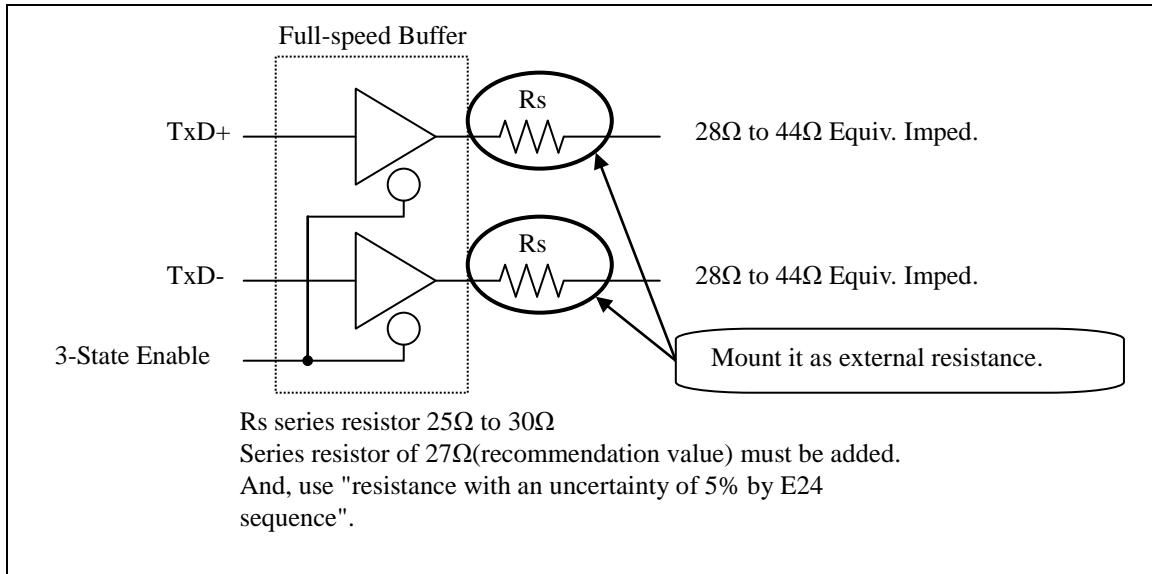 Full-speed Buffer
Rs
TxD+
28Ω to 44Ω Equiv. Imped.
Rs
TxD-
28Ω to 44Ω Equiv. Imped.
3-State Enable
Mount it as external resistance.
Rs series resistor 25Ω to 30Ω
Series resistor of 27Ω(recommendation value) must be added.
And, use "resistance with an uncertainty of 5% by E24
sequence".